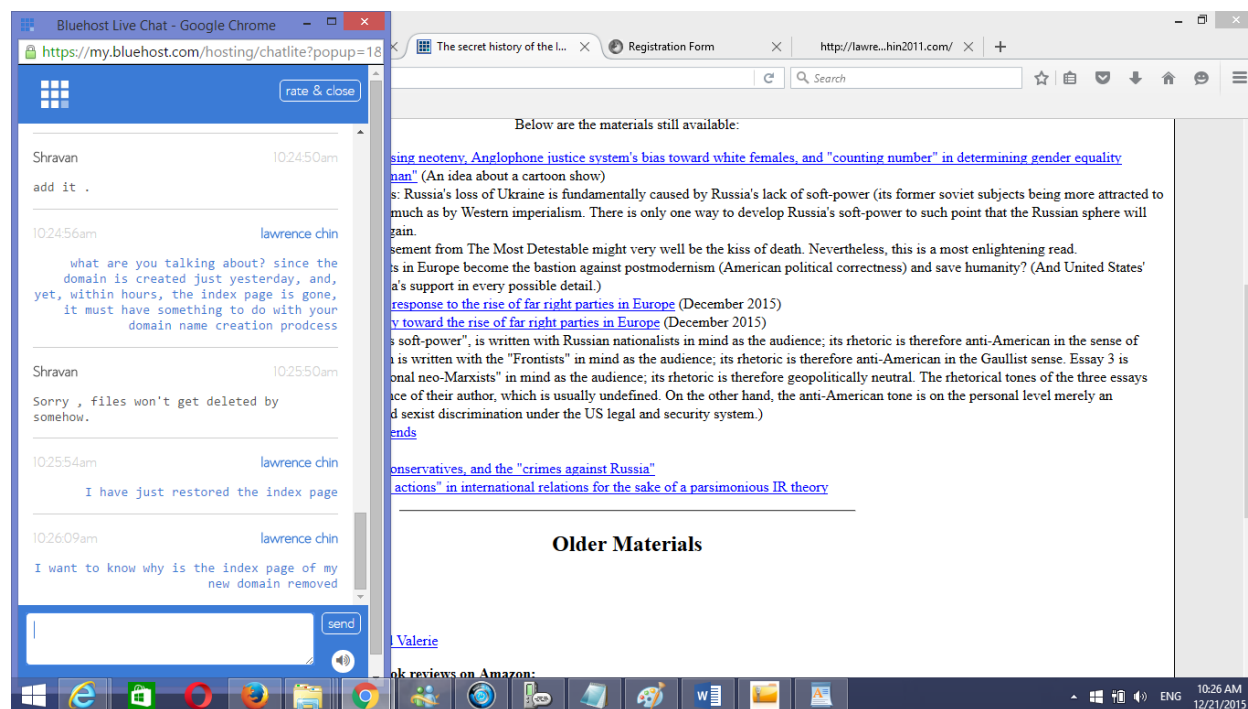 Bluehost Live Chat - Google Chrome
https://my.bluehost.com/hosting/chatlite?popup=18
rate & close
Shravan 10:24:50am
add it .
10:24:56am lawrence chin
what are you talking about? since the
domain is created just yesterday, and,
yet, within hours, the index page is gone,
it must have something to do with your
domain name creation prodcess
Shravan 10:25:50am
Sorry , files won't get deleted by
somehow.
10:25:54am lawrence chin
I have just restored the index page
10:26:09am lawrence chin
I want to know why is the index page of my
new domain removed
send
The secret history of the l...
Registration Form
http://lawre...hin2011.com/
Search
Below are the materials still available:
sing neoteny, Anglophone justice system's bias toward white females, and "counting number" in determining gender equality
man" (An idea about a cartoon show)
s: Russia's loss of Ukraine is fundamentally caused by Russia's lack of soft-power (its former soviet subjects being more attracted to
much as by Western imperialism. There is only one way to develop Russia's soft-power to such point that the Russian sphere will
gain.
sement from The Most Detestable might very well be the kiss of death. Nevertheless, this is a most enlightening read.
ts in Europe become the bastion against postmodernism (American political correctness) and save humanity? (And United States'
a's support in every possible detail.)
response to the rise of far right parties in Europe (December 2015)
y toward the rise of far right parties in Europe (December 2015)
s soft-power", is written with Russian nationalists in mind as the audience; its rhetoric is therefore anti-American in the sense of
is written with the "Frontists" in mind as the audience; its rhetoric is therefore anti-American in the Gaullist sense. Essay 3 is
onal neo-Marxists" in mind as the audience; its rhetoric is therefore geopolitically neutral. The rhetorical tones of the three essays
nce of their author, which is usually undefined. On the other hand, the anti-American tone is on the personal level merely an
d sexist discrimination under the US legal and security system.)
ends
onservatives, and the "crimes against Russia"
actions" in international relations for the sake of a parsimonious IR theory
Older Materials
Valerie
ok reviews on Amazon:
ENG
10:26 AM
12/21/2015